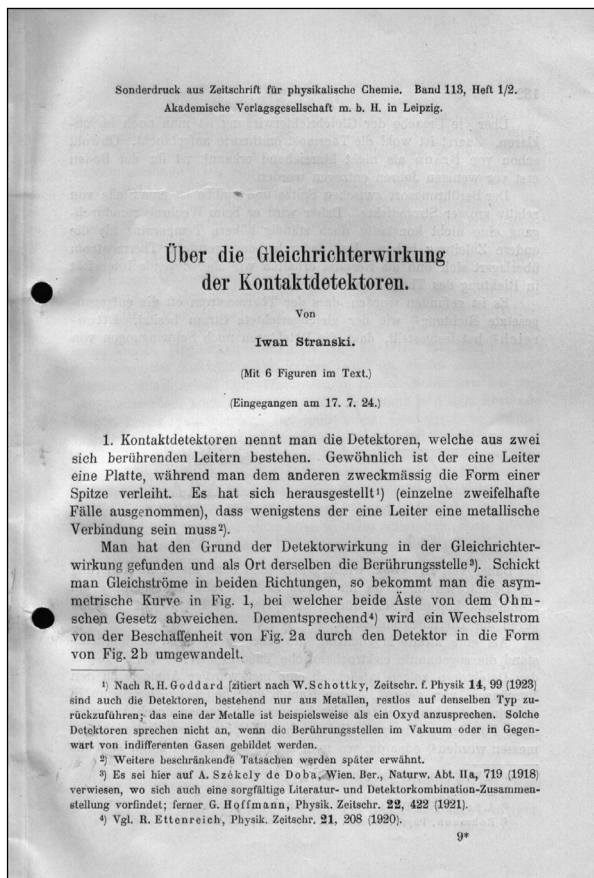 Sonderdruck aus Zeitschrift für physikalische Chemie. Band 113, Heft 1/2.
Akademische Verlagsgesellschaft m. b. H. in Leipzig.
Über die Gleichrichterwirkung
der Kontaktdetektoren.
Von
Iwan Stranski.
(Mit 6 Figuren im Text.)
(Eingegangen am 17. 7. 24.)
1. Kontaktdetektoren nennt man die Detektoren, welche aus zwei
sich berührenden Leitern bestehen. Gewöhnlich ist der eine Leiter
eine Platte, während man dem anderen zweckmässig die Form einer
Spitze verleiht. Es hat sich herausgestellt¹) (einzelne zweifelhafte
Fälle ausgenommen), dass wenigstens der eine Leiter eine metallische
Verbindung sein muss²).
Man hat den Grund der Detektorwirkung in der Gleichrichter-
wirkung gefunden und als Ort derselben die Berührungsstelle³). Schickt
man Gleichströme in beiden Richtungen, so bekommt man die asym-
metrische Kurve in Fig. 1, bei welcher beide Äste von dem Ohm-
schen Gesetz abweichen. Dementsprechend⁴) wird ein Wechselstrom
von der Beschaffenheit von Fig. 2a durch den Detektor in die Form
von Fig. 2b umgewandelt.
¹) Nach R. H. Goddard [zitiert nach W. Schottky, Zeitschr. f. Physik 14, 99 (1923)
sind auch die Detektoren, bestehend nur aus Metallen, restlos auf denselben Typ zu-
rückzuführen; das eine der Metalle ist beispielsweise als ein Oxyd anzusprechen. Solche
Detektoren sprechen nicht an, wenn die Berührungsstellen im Vakuum oder in Gegen-
wart von indifferenten Gasen gebildet werden.
²) Weitere beschränkende Tatsachen werden später erwähnt.
³) Es sei hier auf A. Székely de Doba, Wien. Ber., Naturw. Abt. IIa, 719 (1918)
verwiesen, wo sich auch eine sorgfältige Literatur- und Detektorkombination-Zusammen-
stellung vorfindet; ferner G. Hoffmann, Physik. Zeitschr. 22, 422 (1921).
⁴) Vgl. R. Ettenreich, Physik. Zeitschr. 21, 208 (1920).
9*